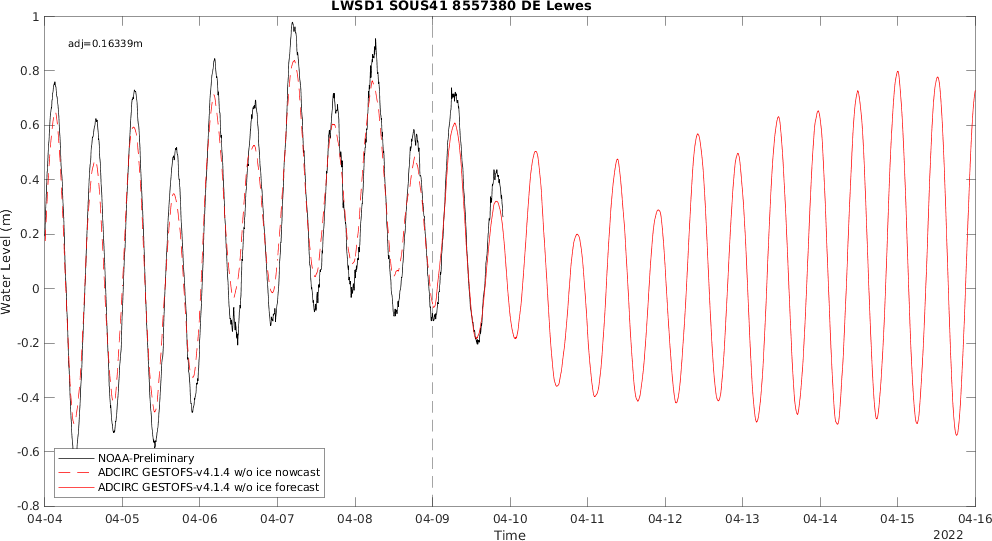 LWSD1 SOUS41 8557380 DE Lewes
adj=0.16339m
1
0.8
0.6
0.4
0.2
0
-0.2
-0.4
-0.6
-0.8
Water Level (m)
NOAA-Preliminary
ADCIRC GESTOFS-v4.1.4 w/o ice nowcast
ADCIRC GESTOFS-v4.1.4 w/o ice forecast
04-04 04-05 04-06 04-07 04-08 04-09 04-10 04-11 04-12 04-13 04-14 04-15 04-16
Time
2022